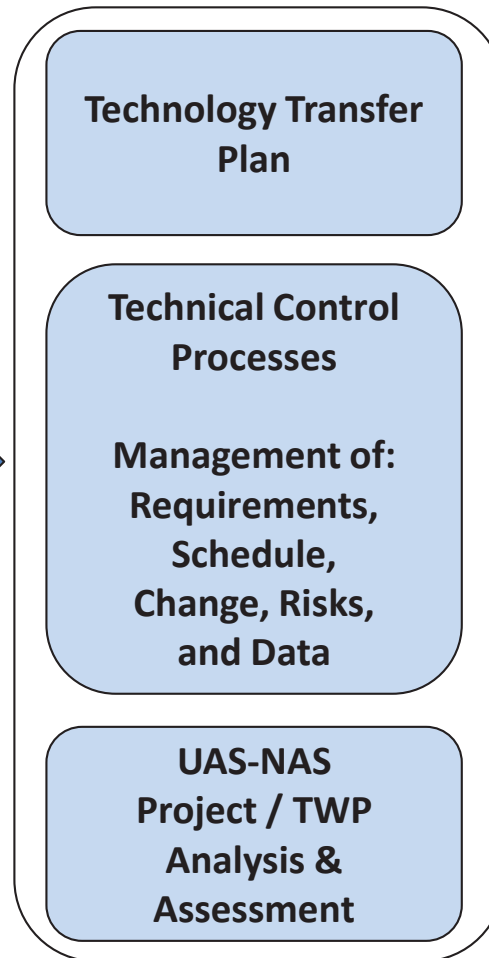 Technology Transfer
Plan
Technical Control
Processes
Management of:
Requirements,
Schedule,
Change, Risks,
and Data
UAS-NAS
Project / TWP
Analysis &
Assessment